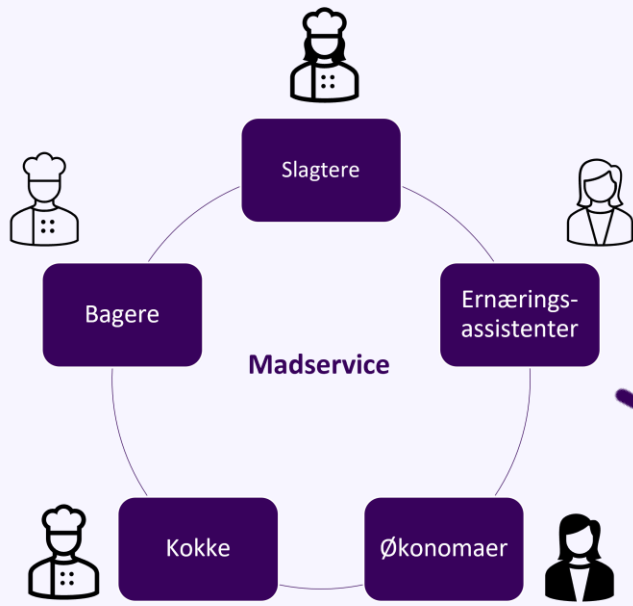 Slagtere
Bagere
Ernærings-
assistenter
Madservice
Kokke
Økonomaer